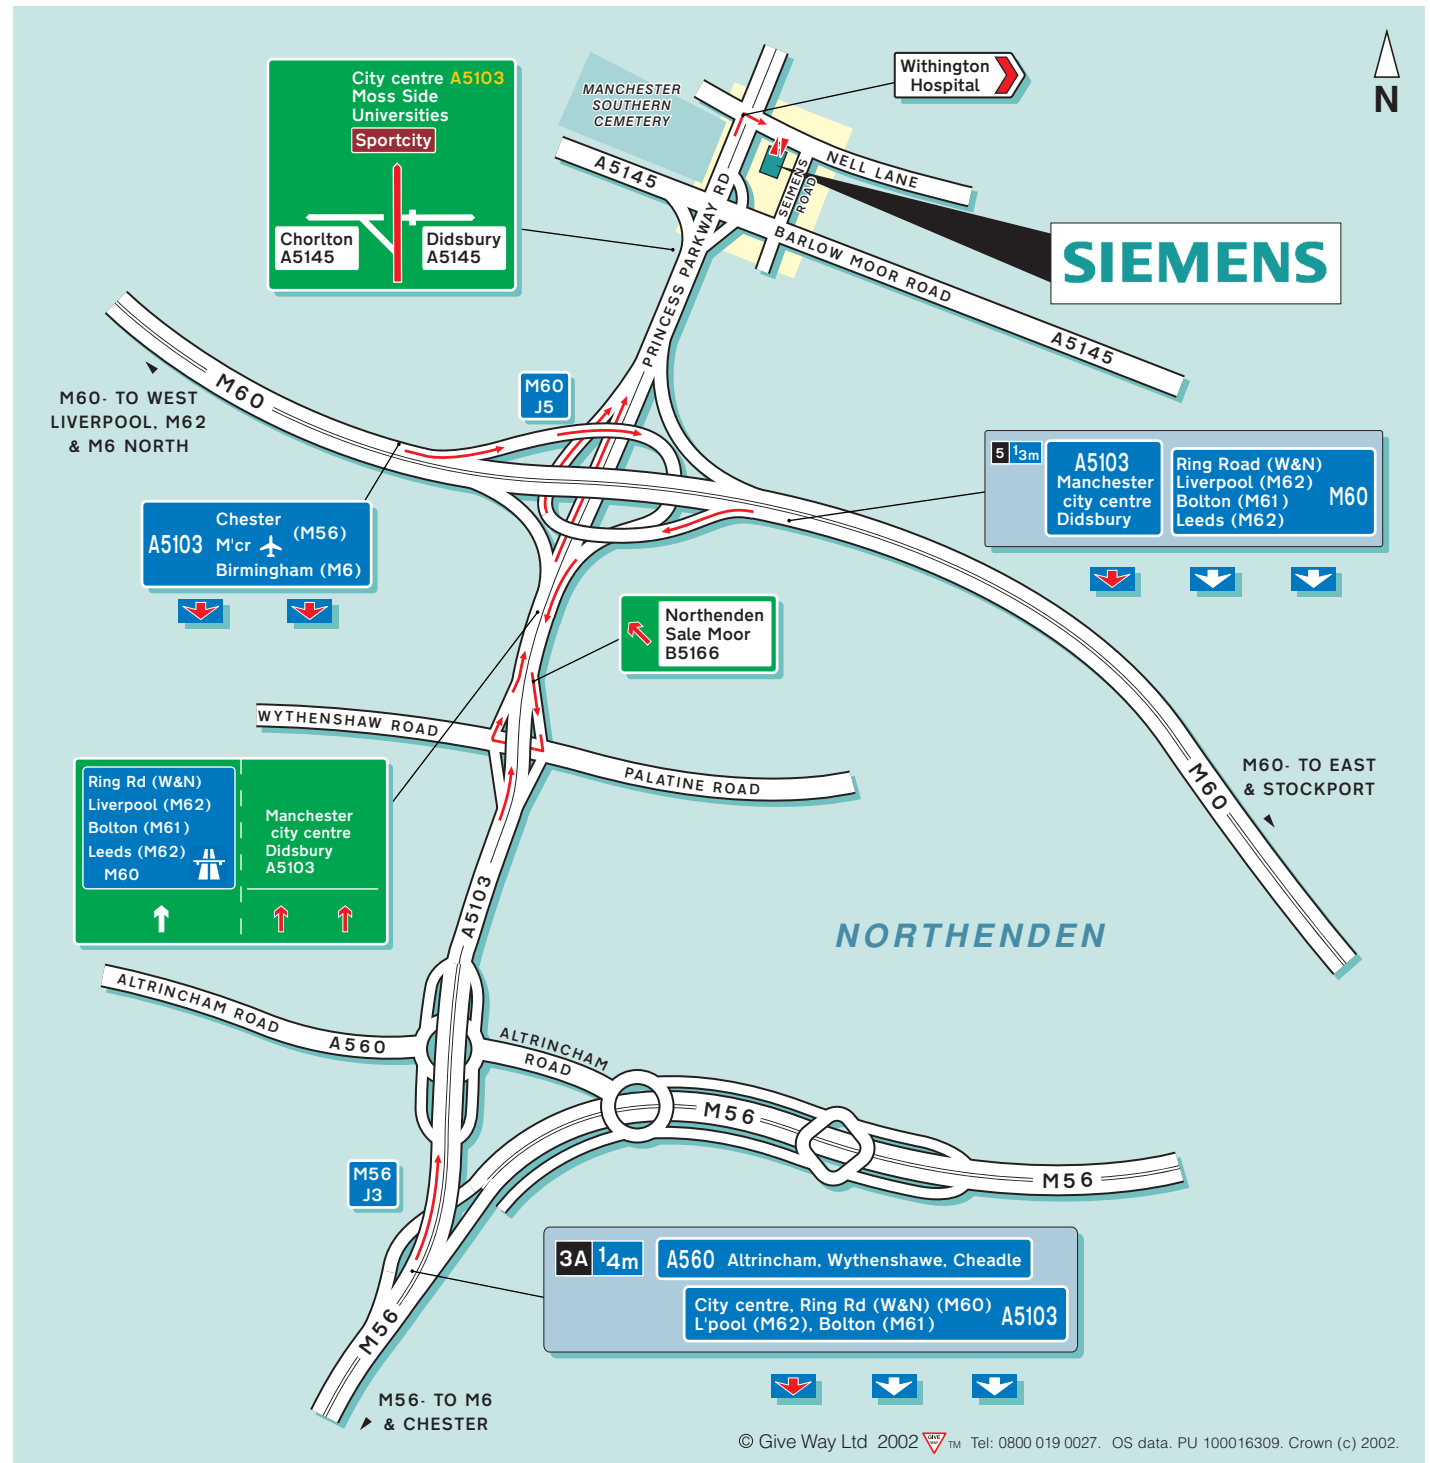 City centre A5103
Moss Side
Universities
Sportcity
Chorlton
A5145
Didsbury
A5145
MANCHESTER
SOUTHERN
CEMETERY
Withington
Hospital
N
A5145
NELL LANE
SEIMENS
ROAD
PRINCESS PARKWAY RD
BARLOW MOOR ROAD
A5145
SIEMENS
M60
M60- TO WEST
LIVERPOOL, M62
& M6 NORTH
M60
J5
5 1/3m
A5103
Manchester
city centre
Didsbury
Ring Road (W&N)
Liverpool (M62)
Bolton (M61)
Leeds (M62)
M60
A5103
Chester
M'cr
(M56)
Birmingham (M6)
Northenden
Sale Moor
B5166
WYTHENSHAW ROAD
PALATINE ROAD
M60
M60- TO EAST
& STOCKPORT
Ring Rd (W&N)
Liverpool (M62)
Bolton (M61)
Leeds (M62)
M60
Manchester
city centre
Didsbury
A5103
A5103
NORTHENDEN
ALTRINCHAM ROAD
A560
ALTRINCHAM
ROAD
M56
M56
M56
J3
3A 1/4m
A560 Altrincham, Wythenshawe, Cheadle
City centre, Ring Rd (W&N) (M60)
L'pool (M62), Bolton (M61)
A5103
M56
M56- TO M6
& CHESTER
© Give Way Ltd 2002 GIVE WAY TM Tel: 0800 019 0027. OS data. PU 100016309. Crown (c) 2002.